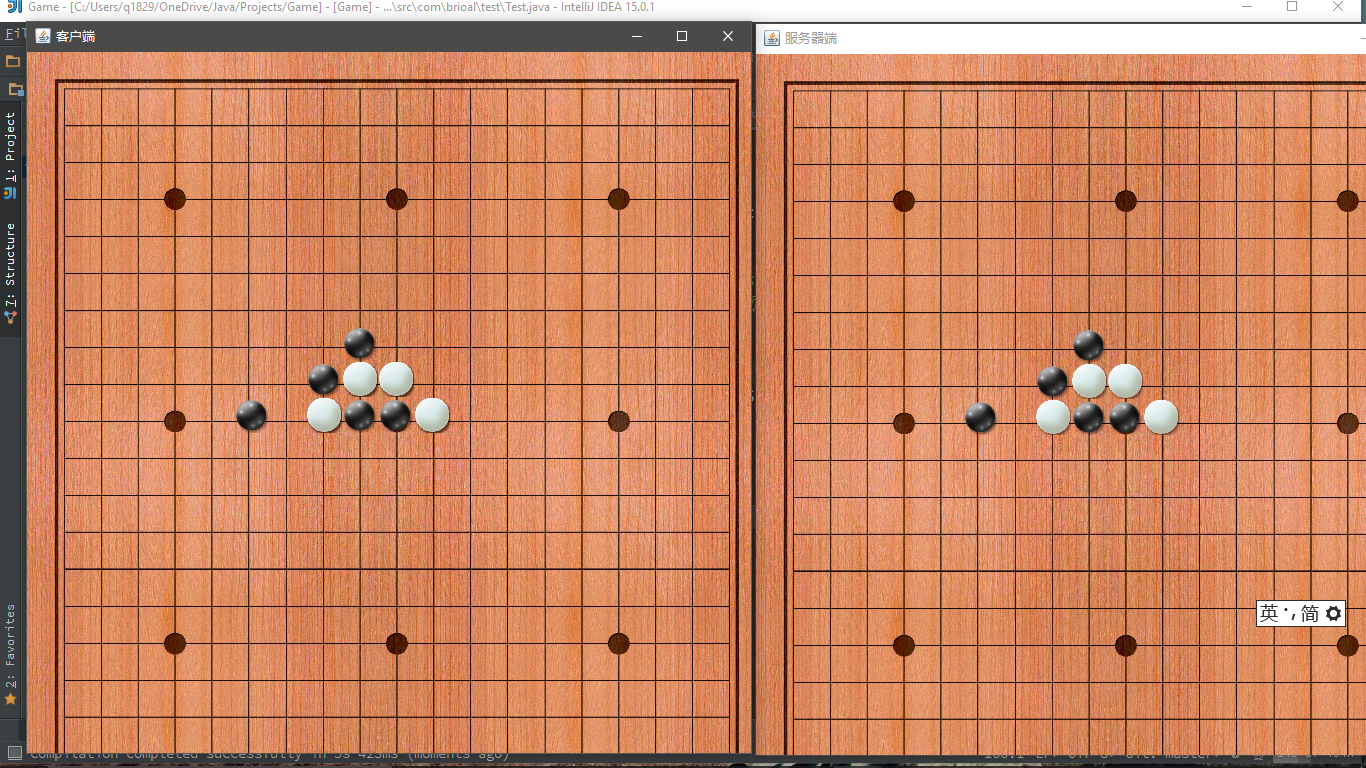 Game - [C:/Users/q1829/OneDrive/Java/Projects/Game] - [Game] - ...\src\com\brioal\test\Test.java - IntelliJ IDEA 15.0.1
Fil
客户端
服务器端
1: Project
7: Structure
2: Favorites
英 •, 简
Compilation completed successfully in 5s 423ms (moments ago)